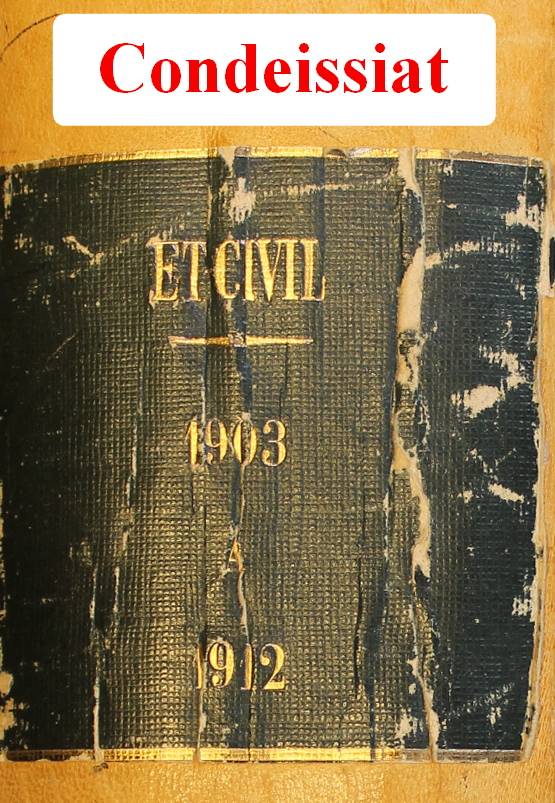 Condeissiat
ET CIVIL
1903
A
1912